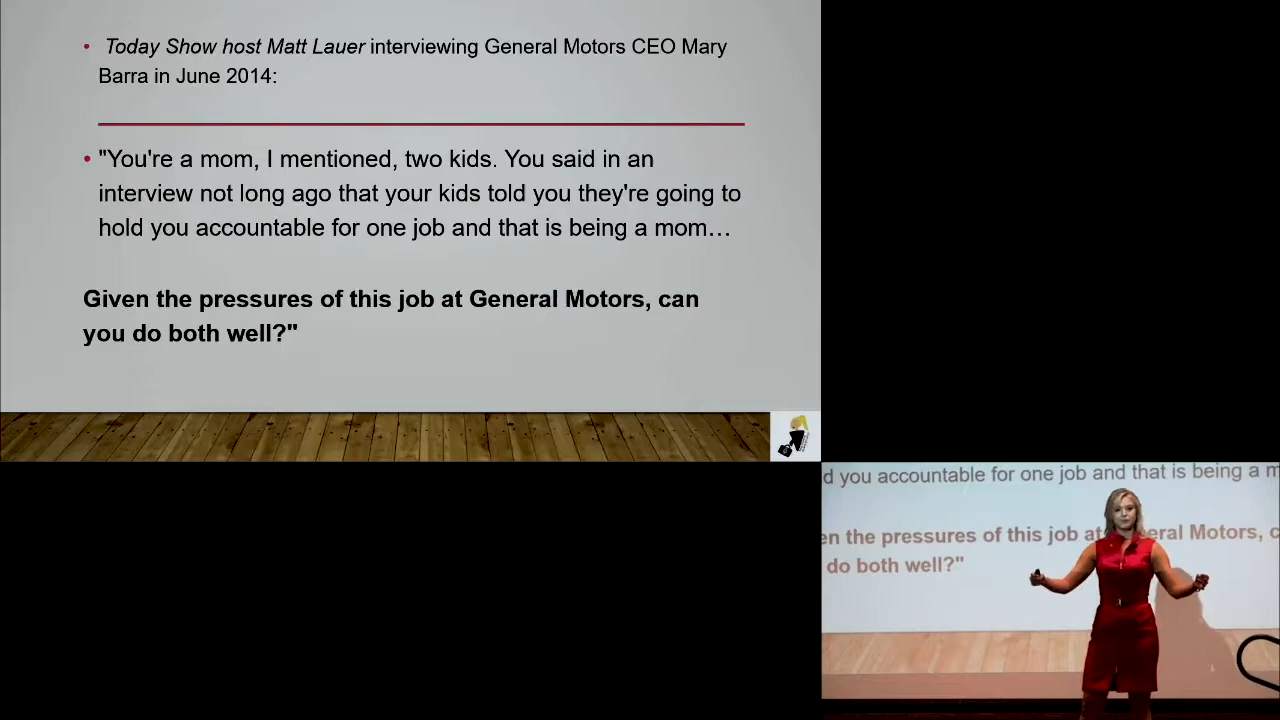 • Today Show host Matt Lauer interviewing General Motors CEO Mary
Barra in June 2014:
• "You're a mom, I mentioned, two kids. You said in an
interview not long ago that your kids told you they're going to
hold you accountable for one job and that is being a mom…
Given the pressures of this job at General Motors, can
you do both well?"
d you accountable for one job and that is being a m
en the pressures of this job at eral Motors, c
do both well?"